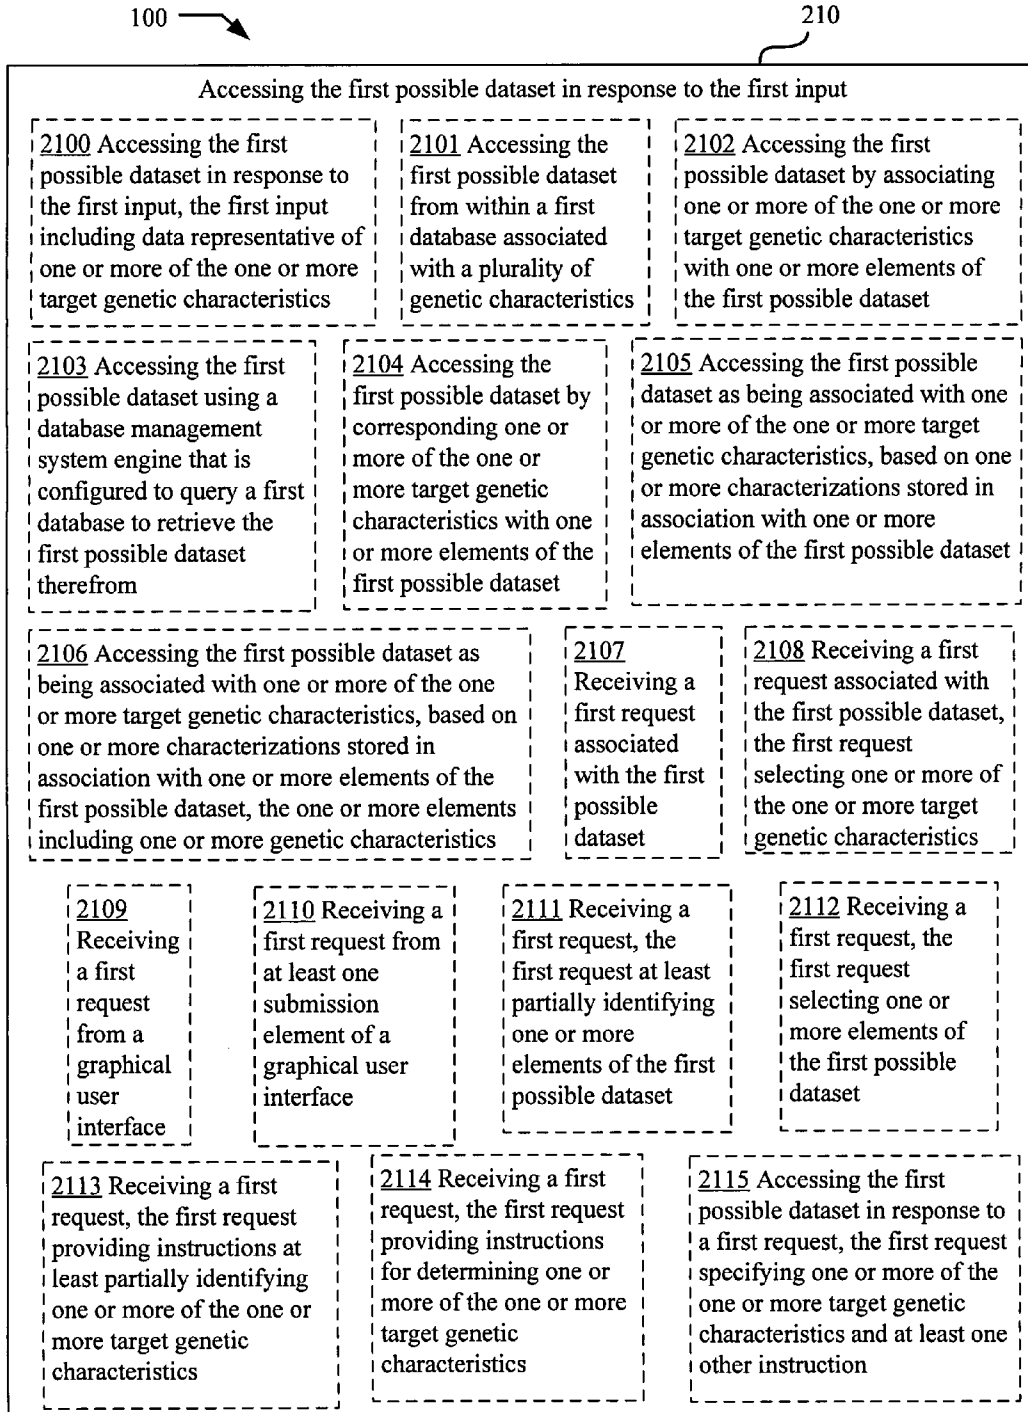 100
210
Accessing the first possible dataset in response to the first input
2100 Accessing the first
possible dataset in response to
the first input, the first input
including data representative of
one or more of the one or more
target genetic characteristics
2101 Accessing the
first possible dataset
from within a first
database associated
with a plurality of
genetic characteristics
2102 Accessing the first
possible dataset by associating
one or more of the one or more
target genetic characteristics
with one or more elements of
the first possible dataset
2103 Accessing the first
possible dataset using a
database management
system engine that is
configured to query a first
database to retrieve the
first possible dataset
therefrom
2104 Accessing the
first possible dataset by
corresponding one or
more of the one or
more target genetic
characteristics with one
or more elements of the
first possible dataset
2105 Accessing the first possible
dataset as being associated with one
or more of the one or more target
genetic characteristics, based on one
or more characterizations stored in
association with one or more
elements of the first possible dataset
2106 Accessing the first possible dataset as
being associated with one or more of the one
or more target genetic characteristics, based on
one or more characterizations stored in
association with one or more elements of the
first possible dataset, the one or more elements
including one or more genetic characteristics
2107
Receiving a
first request
associated
with the first
possible
dataset
2108 Receiving a first
request associated with
the first possible dataset,
the first request
selecting one or more of
the one or more target
genetic characteristics
2109
Receiving
a first
request
from a
graphical
user
interface
2110 Receiving a
first request from
at least one
submission
element of a
graphical user
interface
2111 Receiving a
first request, the
first request at least
partially identifying
one or more
elements of the first
possible dataset
2112 Receiving a
first request, the
first request
selecting one or
more elements of
the first possible
dataset
2113 Receiving a first
request, the first request
providing instructions at
least partially identifying
one or more of the one or
more target genetic
characteristics
2114 Receiving a first
request, the first request
providing instructions
for determining one or
more of the one or more
target genetic
characteristics
2115 Accessing the first
possible dataset in response to
a first request, the first request
specifying one or more of the
one or more target genetic
characteristics and at least one
other instruction